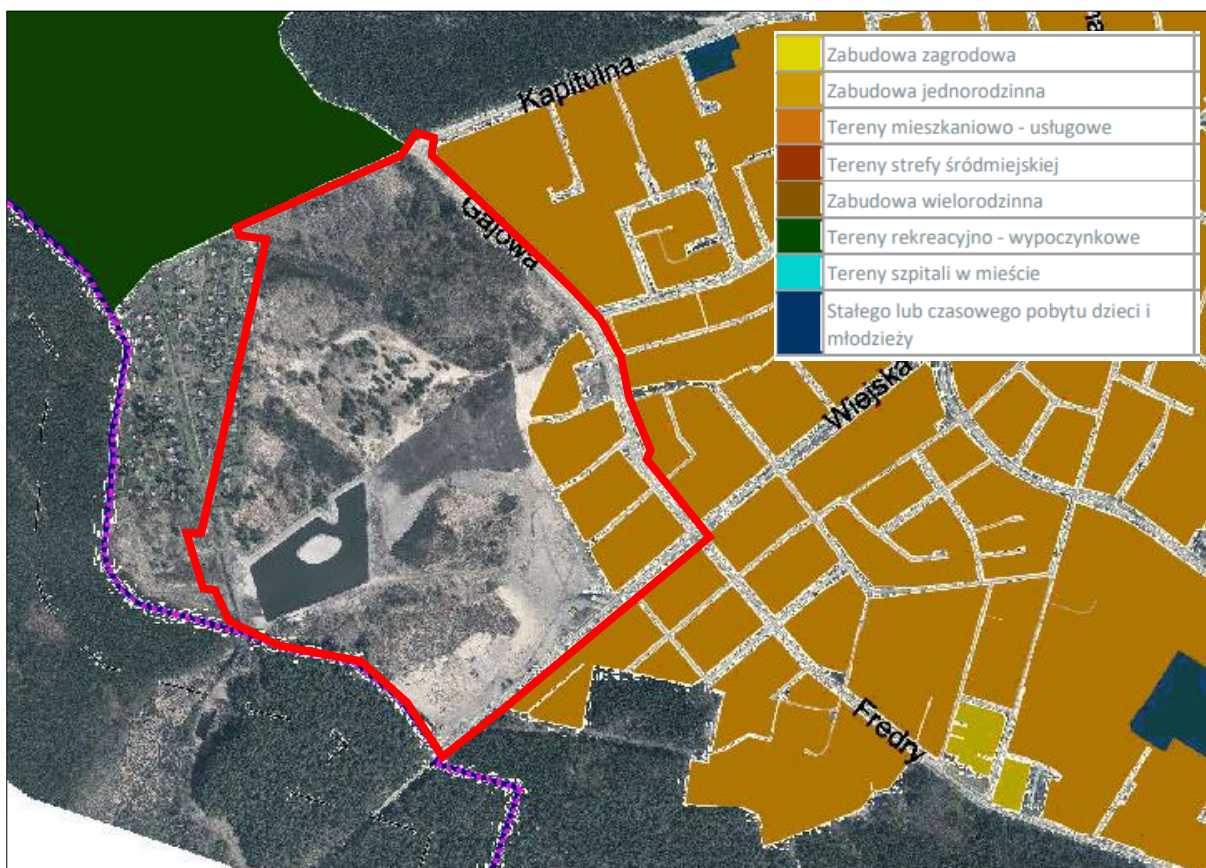 Kapitulna
Gajowa
Wiejska
Fredry
Zabudowa zagrodowa
Zabudowa jednorodzinna
Tereny mieszkaniowo - usługowe
Tereny strefy śródmiejskiej
Zabudowa wielorodzinna
Tereny rekreacyjno - wypoczynkowe
Tereny szpitali w mieście
Stałego lub czasowego pobytu dzieci i
młodzieży